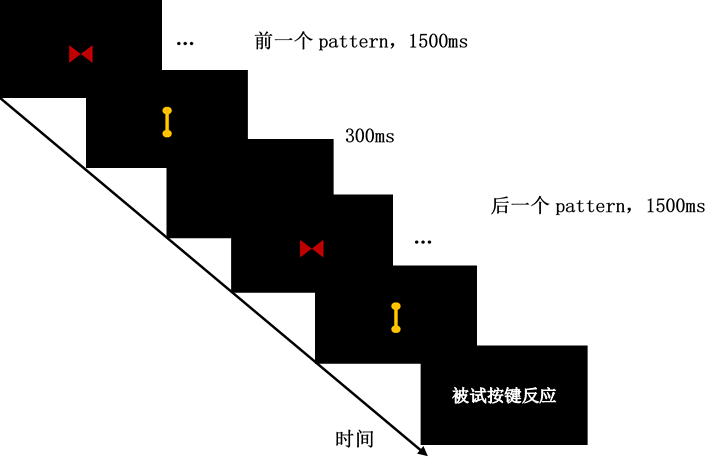 ... 前一个 pattern，1500ms
300ms
后一个 pattern，1500ms
...
被试按键反应
时间